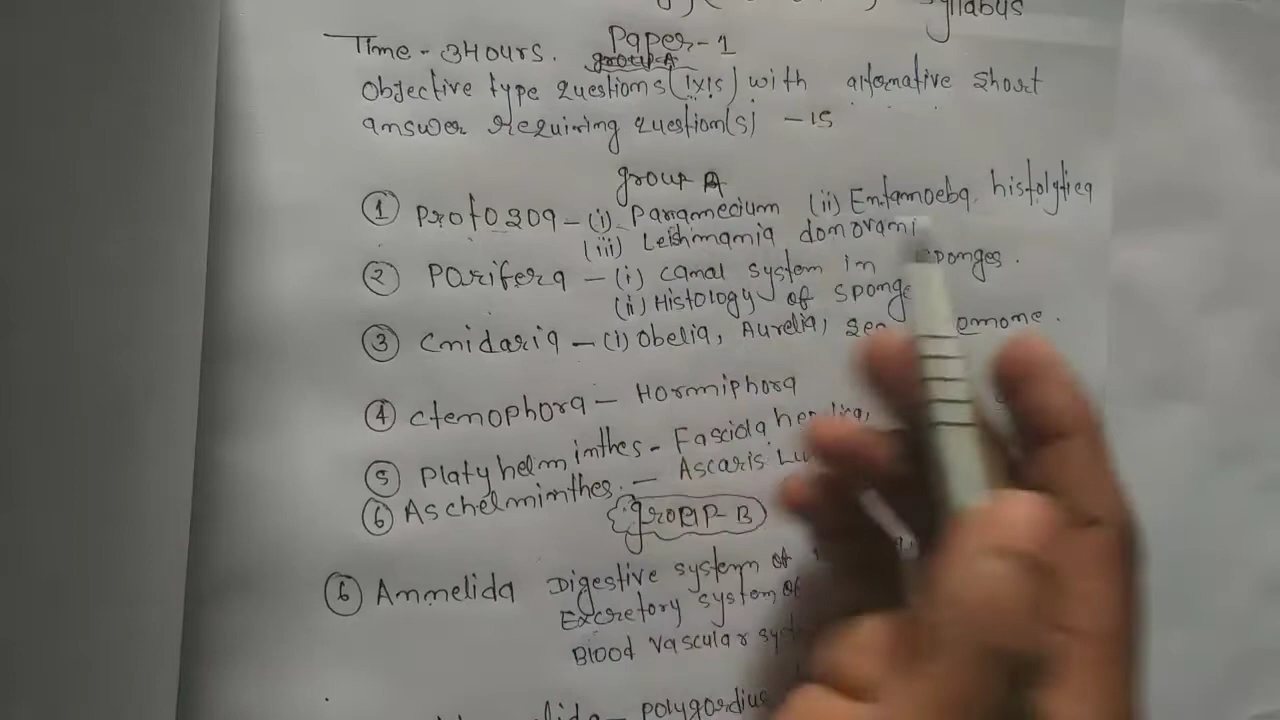 syllabus
Time - 3Hours. Paper-1
group-A
Objective type questions (1x15) with alternative short
answer requiring question(s) - 15
group A
① Protozoa - (i) Paramecium (ii) Entamoeba histolytica
(iii) Leishmania donovani
② Parifera - (i) canal system in sponges.
(ii) Histology of sponge
③ Cnidaria - (i) Obelia, Aurelia,
④ Ctenophora - Hormiphora
⑤ Platyhelminthes - Fasciola
⑥ Aschelminthes. - Ascaris
group-B
⑥ Annelida Digestive system of
Excretory system of
Blood vascular
polygordius